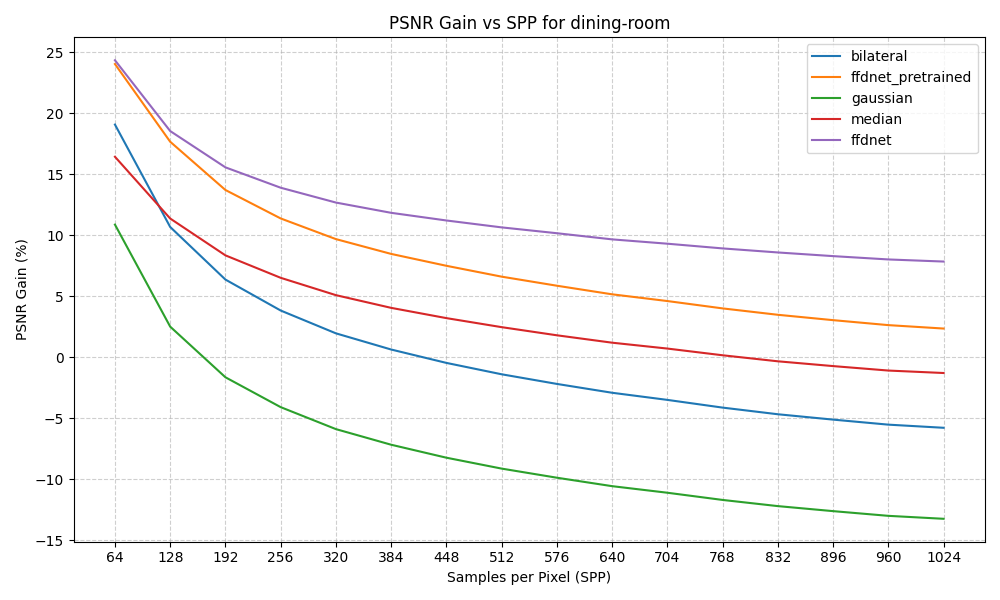 PSNR Gain vs SPP for dining-room
bilateral
ffdnet_pretrained
gaussian
median
ffdnet
PSNR Gain (%)
25
20
15
10
5
0
−5
−10
−15
64 128 192 256 320 384 448 512 576 640 704 768 832 896 960 1024
Samples per Pixel (SPP)